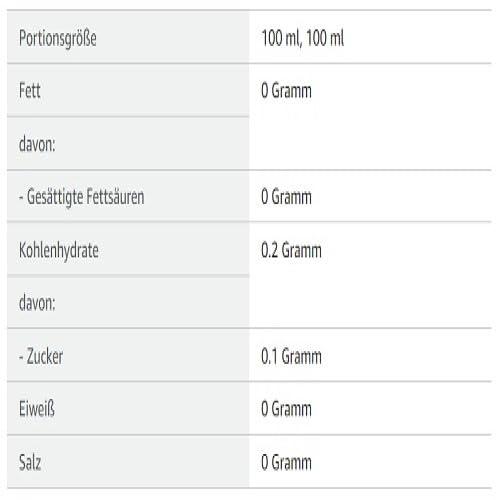 Portionsgröße 100 ml, 100 ml
Fett 0 Gramm
davon:
- Gesättigte Fettsäuren 0 Gramm
Kohlenhydrate 0.2 Gramm
davon:
- Zucker 0.1 Gramm
Eiweiß 0 Gramm
Salz 0 Gramm